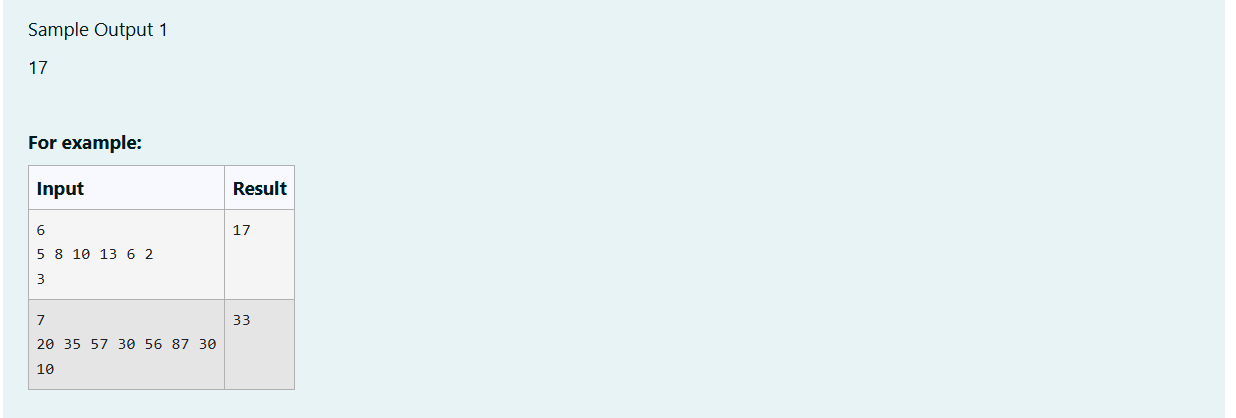 Sample Output 1
17
For example:
Input Result
6 17
5 8 10 13 6 2
3
7 33
20 35 57 30 56 87 30
10